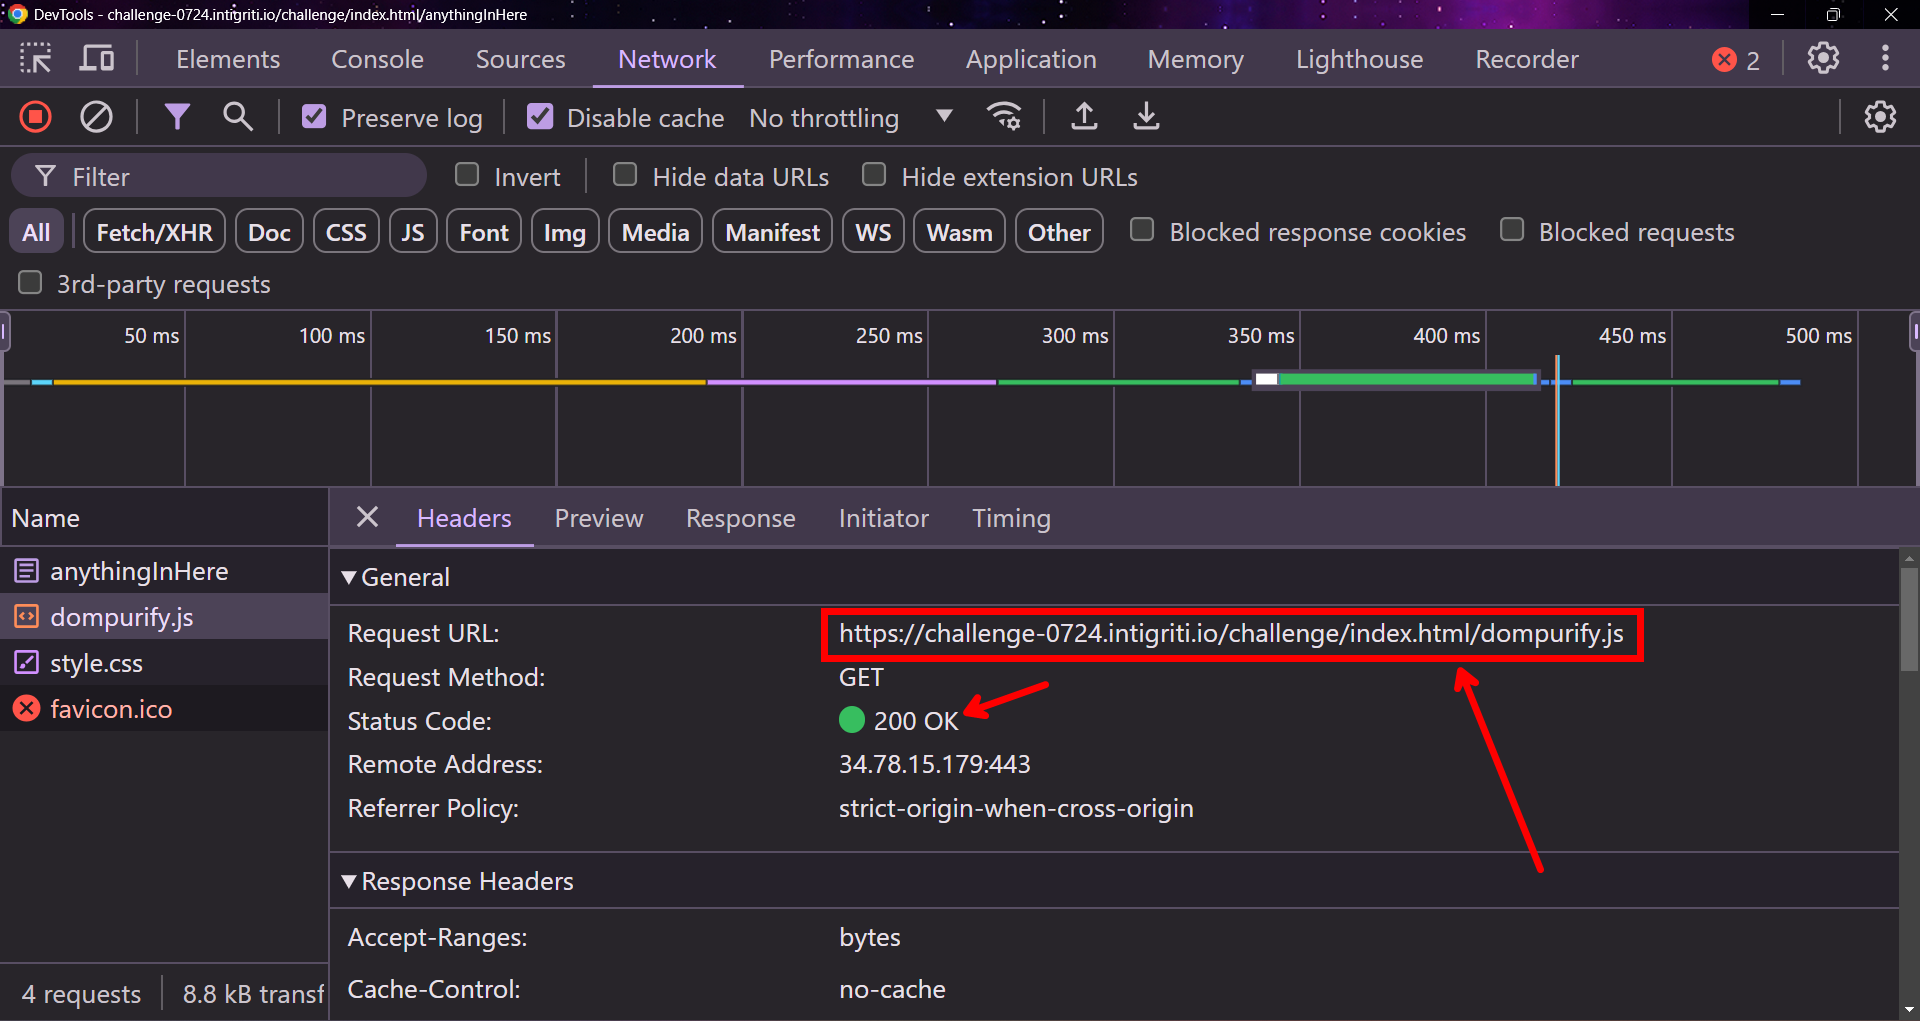 DevTools - challenge-0724.intigriti.io/challenge/index.html/anythingInHere
Elements Console Sources Network Performance Application Memory Lighthouse Recorder 2
Preserve log Disable cache No throttling
Filter Invert Hide data URLs Hide extension URLs
All Fetch/XHR Doc CSS JS Font Img Media Manifest WS Wasm Other Blocked response cookies Blocked requests
3rd-party requests
50 ms 100 ms 150 ms 200 ms 250 ms 300 ms 350 ms 400 ms 450 ms 500 ms
Name
anythingInHere
dompurify.js
style.css
favicon.ico
4 requests 8.8 kB transf
Headers Preview Response Initiator Timing
General
Request URL: https://challenge-0724.intigriti.io/challenge/index.html/dompurify.js
Request Method: GET
Status Code: 200 OK
Remote Address: 34.78.15.179:443
Referrer Policy: strict-origin-when-cross-origin
Response Headers
Accept-Ranges: bytes
Cache-Control: no-cache